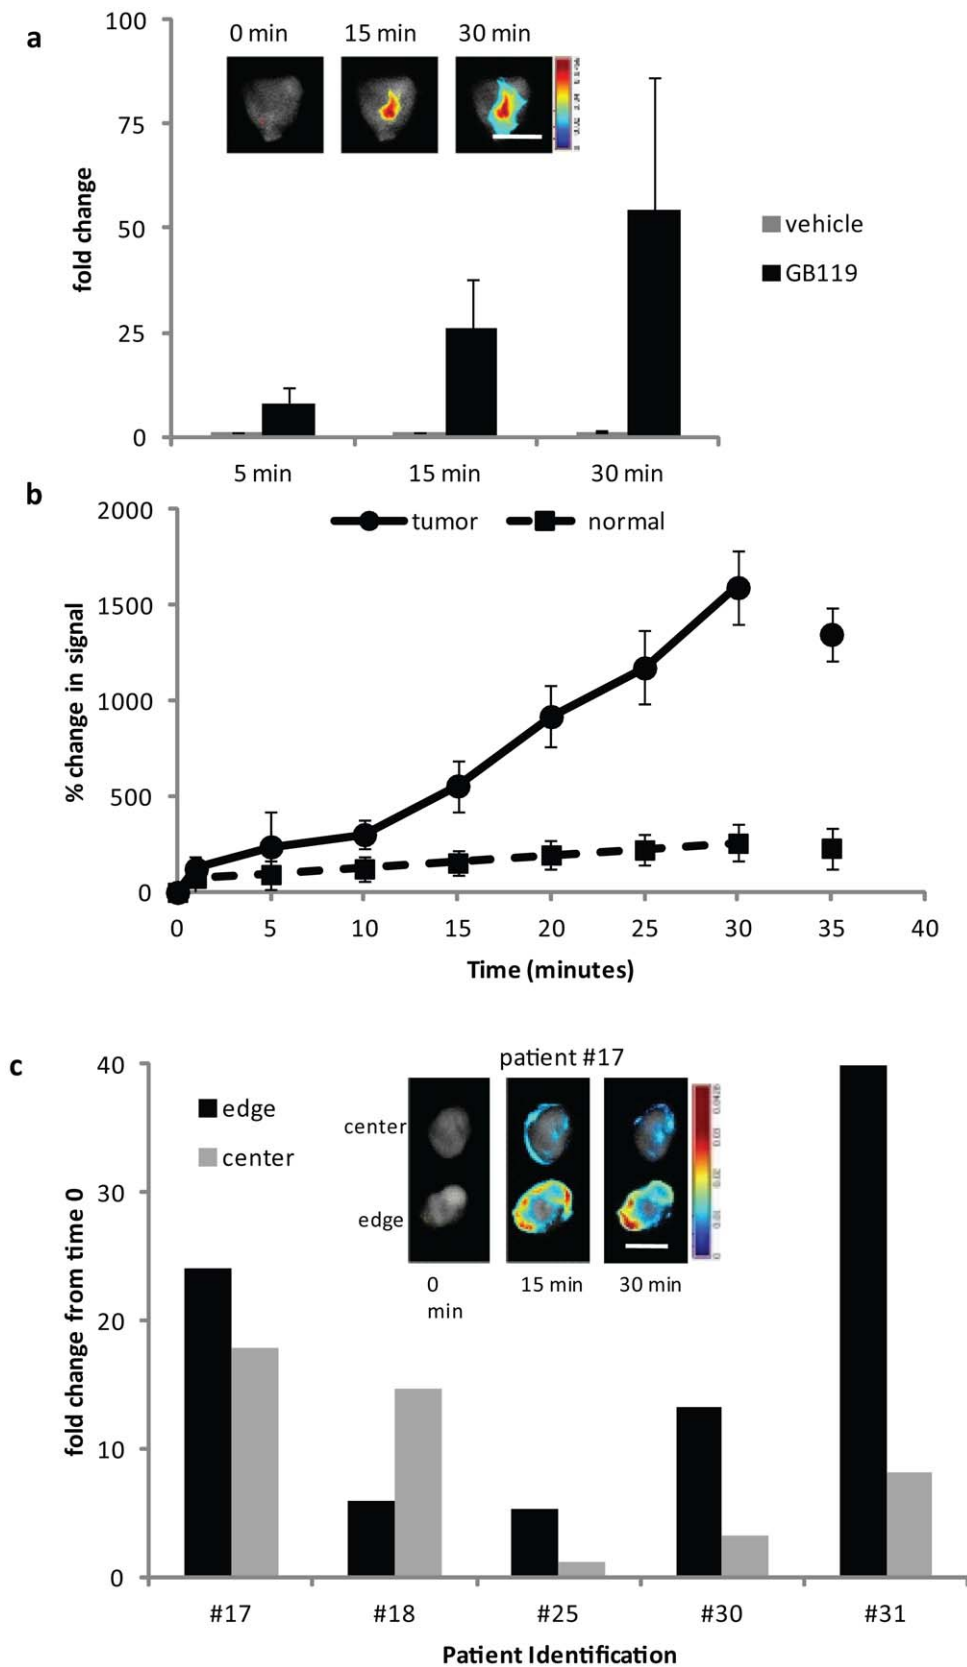 a
100
75
50
25
0
fold change
0 min 15 min 30 min
vehicle
GB119
5 min 15 min 30 min
b
2000
1500
1000
500
0
% change in signal
tumor normal
0 5 10 15 20 25 30 35 40
Time (minutes)
c
40
30
20
10
0
fold change from time 0
edge
center
patient #17
center
edge
0
min
15 min 30 min
#17 #18 #25 #30 #31
Patient Identification